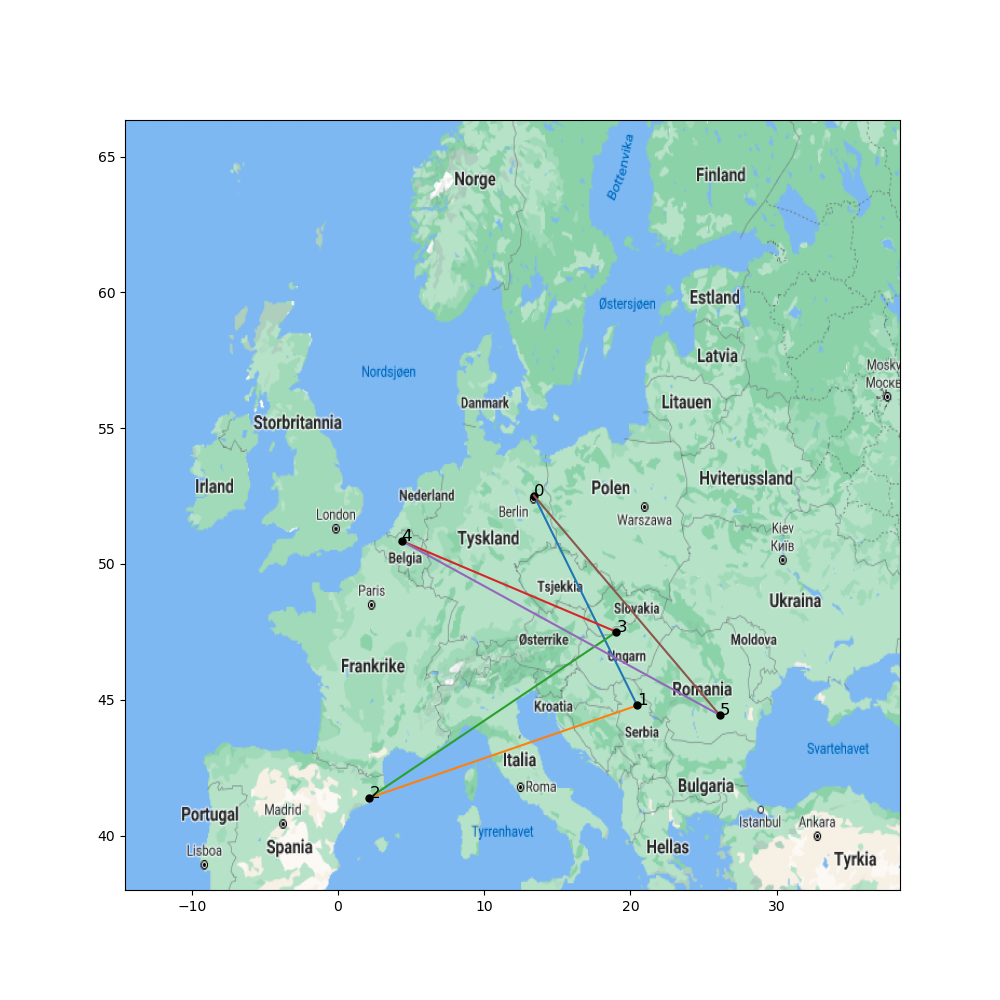 65
60
55
50
45
40
−10
0
10
20
30
Norge
Bottenvika
Finland
Estland
Østersjøen
Latvia
Nordsjøen
Mosky
Москв
Danmark
Litauen
Storbritannia
Irland
Nederland
Polen
Hviterussland
0
Berlin
London
Warszawa
Kiev
Київ
4
Tyskland
Belgia
Tsjekkia
Paris
Slovakia
Ukraina
3
Østerrike
Ungarn
Moldova
Frankrike
Romania
1
5
Kroatia
Serbia
Svartehavet
Italia
2
Roma
Bulgaria
Portugal
Madrid
Istanbul
Ankara
Tyrrenhavet
Lisboa
Spania
Hellas
Tyrkia